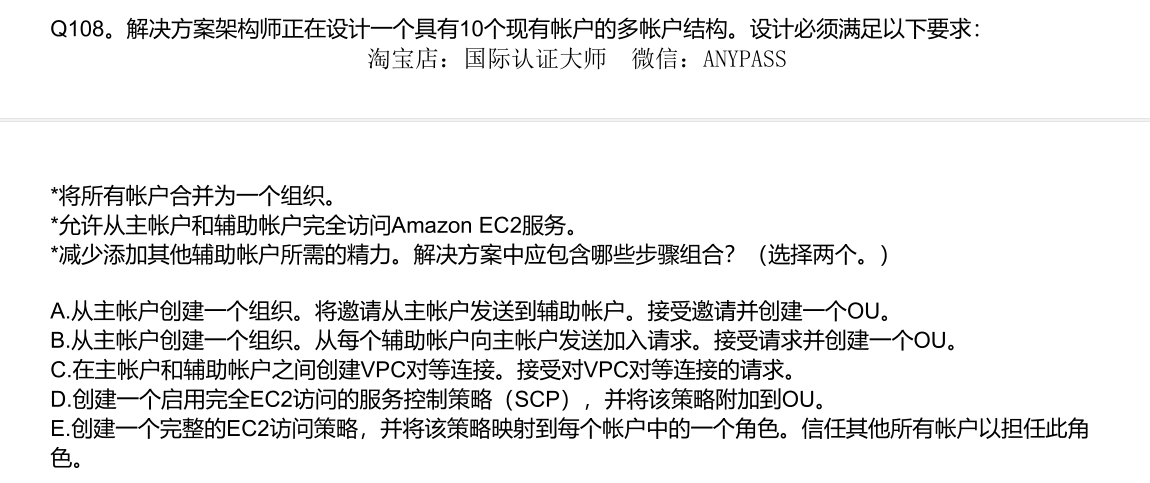 Q108。解决方案架构师正在设计一个具有10个现有帐户的多帐户结构。设计必须满足以下要求：
淘宝店：国际认证大师 微信：ANYPASS
*将所有帐户合并为一个组织。
*允许从主帐户和辅助帐户完全访问Amazon EC2服务。
*减少添加其他辅助帐户所需的精力。解决方案中应包含哪些步骤组合？（选择两个。）
A.从主帐户创建一个组织。将邀请从主帐户发送到辅助帐户。接受邀请并创建一个OU。
B.从主帐户创建一个组织。从每个辅助帐户向主帐户发送加入请求。接受请求并创建一个OU。
C.在主帐户和辅助帐户之间创建VPC对等连接。接受对VPC对等连接的请求。
D.创建一个启用完全EC2访问的服务控制策略（SCP），并将该策略附加到OU。
E.创建一个完整的EC2访问策略，并将该策略映射到每个帐户中的一个角色。信任其他所有帐户以担任此角
色。